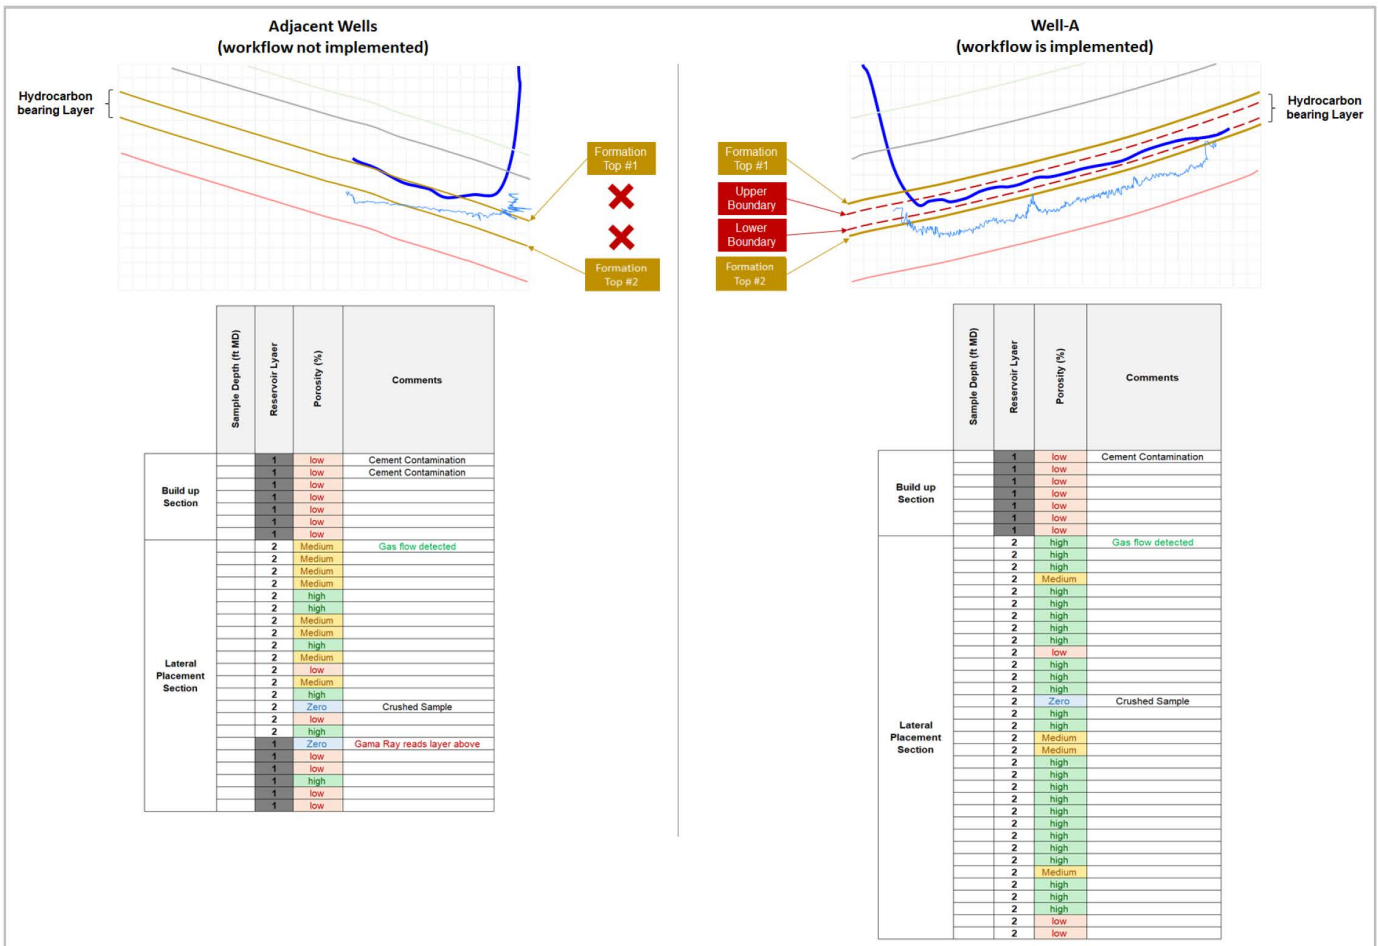 Adjacent Wells
(workflow not implemented)
Hydrocarbon
bearing Layer
Formation
Top #1
Formation
Top #2
Well-A
(workflow is implemented)
Formation
Top #1
Upper
Boundary
Lower
Boundary
Formation
Top #2
Hydrocarbon
bearing Layer
Sample Depth (ft MD)
Reservoir Lyaer
Porosity (%)
Comments
Build up
Section
1 low Cement Contamination
1 low Cement Contamination
1 low
1 low
1 low
1 low
1 low
Lateral
Placement
Section
2 Medium Gas flow detected
2 Medium
2 Medium
2 Medium
2 high
2 high
2 Medium
2 Medium
2 high
2 Medium
2 low
2 Medium
2 high
2 Zero Crushed Sample
2 low
2 high
1 Zero Gama Ray reads layer above
1 low
1 low
1 high
1 low
1 low
Sample Depth (ft MD)
Reservoir Lyaer
Porosity (%)
Comments
Build up
Section
1 low Cement Contamination
1 low
1 low
1 low
1 low
1 low
1 low
Lateral
Placement
Section
2 high Gas flow detected
2 high
2 high
2 Medium
2 high
2 high
2 high
2 high
2 high
2 low
2 high
2 high
2 high
2 Zero Crushed Sample
2 high
2 high
2 Medium
2 Medium
2 high
2 high
2 high
2 high
2 high
2 high
2 high
2 high
2 high
2 Medium
2 high
2 high
2 high
2 low
2 low